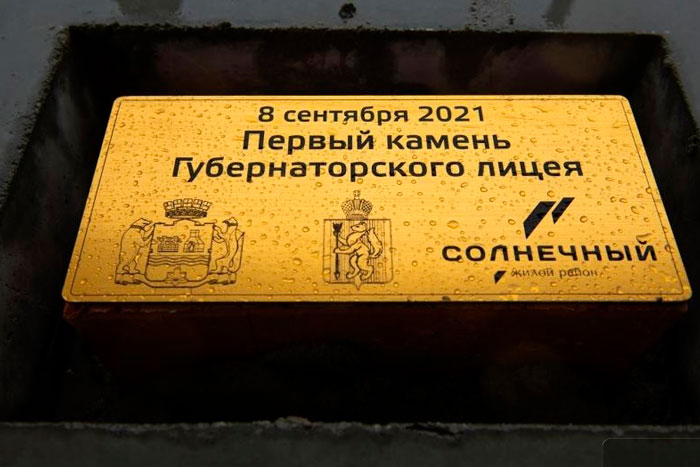 8 сентября 2021
Первый камень
Губернаторского лицея
СОЛНЕЧНЫЙ
жилой район